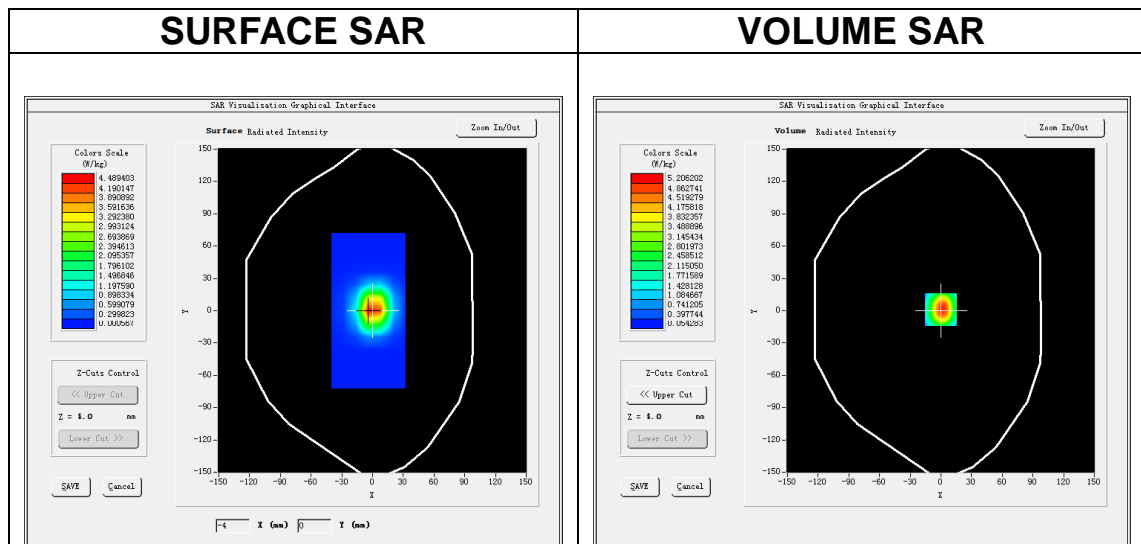 SURFACE SAR
SAR Visualisation Graphical Interface
Surface Radiated Intensity
Zoom In/Out
Colors Scale
(W/kg)
4.489403
4.190147
3.890892
3.591636
3.292380
2.993124
2.693869
2.394613
2.095357
1.796102
1.496846
1.197590
0.898334
0.599079
0.299823
0.000567
Z-Cuts Control
<< Upper Cut
Z = 4.0 mm
Lower Cut >>
SAVE
Cancel
150
120
90
60
30
0
-30
-60
-90
-120
-150
Y
-150 -120 -90 -60 -30 0 30 60 90 120 150
X
-4 X (mm) 0 Y (mm)
VOLUME SAR
SAR Visualisation Graphical Interface
Volume Radiated Intensity
Zoom In/Out
Colors Scale
(W/kg)
5.206202
4.862741
4.519279
4.175818
3.832357
3.488896
3.145434
2.801973
2.458512
2.115050
1.771589
1.428128
1.084667
0.741205
0.397744
0.054283
Z-Cuts Control
<< Upper Cut
Z = 4.0 mm
Lower Cut >>
SAVE
Cancel
150
120
90
60
30
0
-30
-60
-90
-120
-150
Y
-150 -120 -90 -60 -30 0 30 60 90 120 150
X